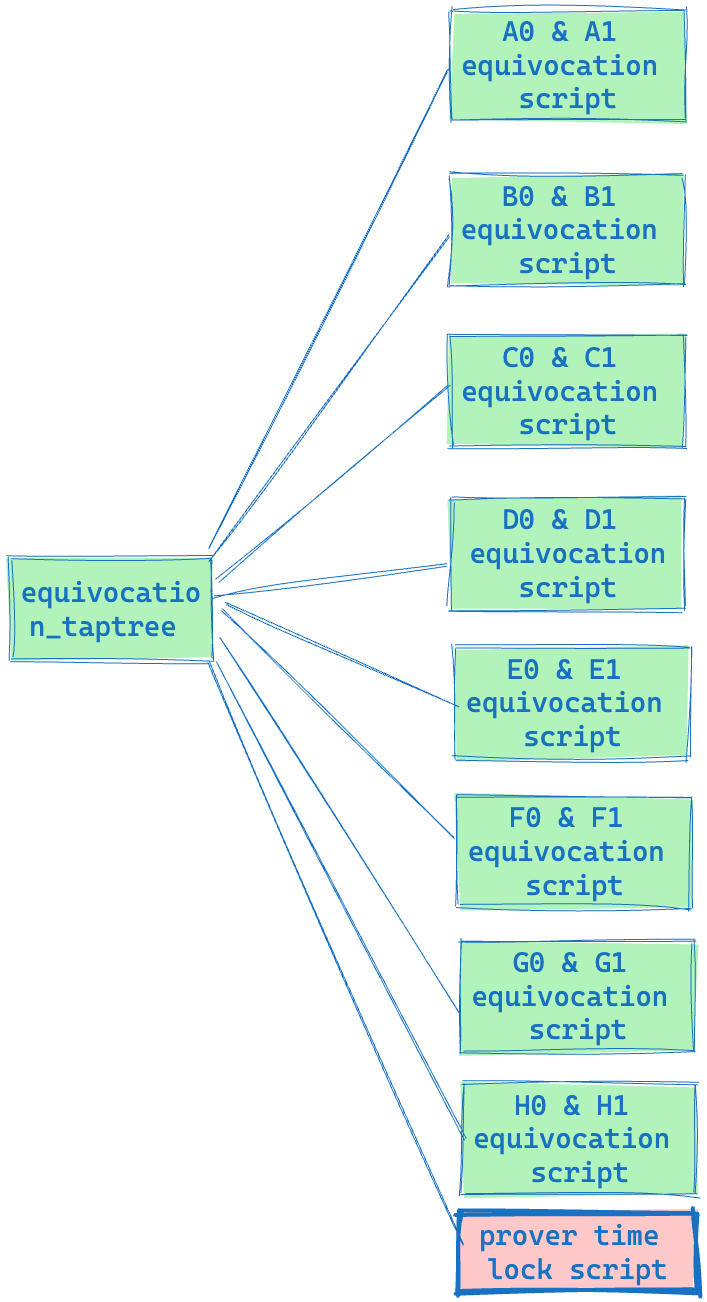 A0 & A1
equivocation
script
B0 & B1
equivocation
script
C0 & C1
equivocation
script
D0 & D1
equivocation
script
equivocatio
n_taptree
E0 & E1
equivocation
script
F0 & F1
equivocation
script
G0 & G1
equivocation
script
H0 & H1
equivocation
script
prover time
lock script